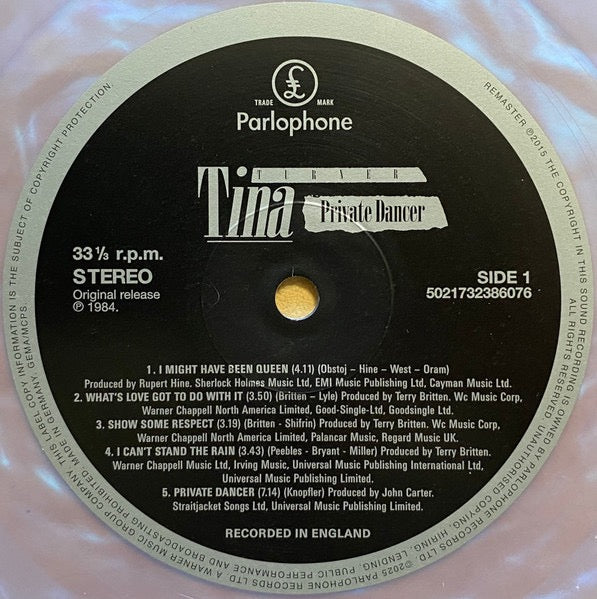 £
TRADE MARK
Parlophone
TURNER
Tina
Private Dancer
33⅓ r.p.m.
STEREO
Original release
℗ 1984.
SIDE 1
5021732386076
1. I MIGHT HAVE BEEN QUEEN (4.11) (Obstoj – Hine – West – Oram)
Produced by Rupert Hine. Sherlock Holmes Music Ltd, EMI Music Publishing Ltd, Cayman Music Ltd.
2. WHAT'S LOVE GOT TO DO WITH IT (3.50) (Britten – Lyle) Produced by Terry Britten. Wc Music Corp,
Warner Chappell North America Limited, Good-Single-Ltd, Goodsingle Ltd.
3. SHOW SOME RESPECT (3.19) (Britten - Shifrin) Produced by Terry Britten. Wc Music Corp,
Warner Chappell North America Limited, Palancar Music, Regard Music UK.
4. I CAN'T STAND THE RAIN (3.43) (Peebles - Bryant - Miller) Produced by Terry Britten.
Warner Chappell Music Ltd, Irving Music, Universal Music Publishing International Ltd,
Universal Music Publishing Ltd.
5. PRIVATE DANCER (7.14) (Knopfler) Produced by John Carter.
Straitjacket Songs Ltd, Universal Music Publishing Limited.
RECORDED IN ENGLAND
REMASTER ℗2015 THE COPYRIGHT IN THIS SOUND RECORDING IS OWNED BY PARLOPHONE RECORDS LTD. ©2025 PARLOPHONE RECORDS LTD, A WARNER MUSIC GROUP COMPANY. THIS LABEL COPY INFORMATION IS THE SUBJECT OF COPYRIGHT PROTECTION.
ALL RIGHTS RESERVED. UNAUTHORISED COPYING, HIRING, LENDING, PUBLIC PERFORMANCE AND BROADCASTING PROHIBITED. MADE IN GERMANY. GEMA/MCPS.